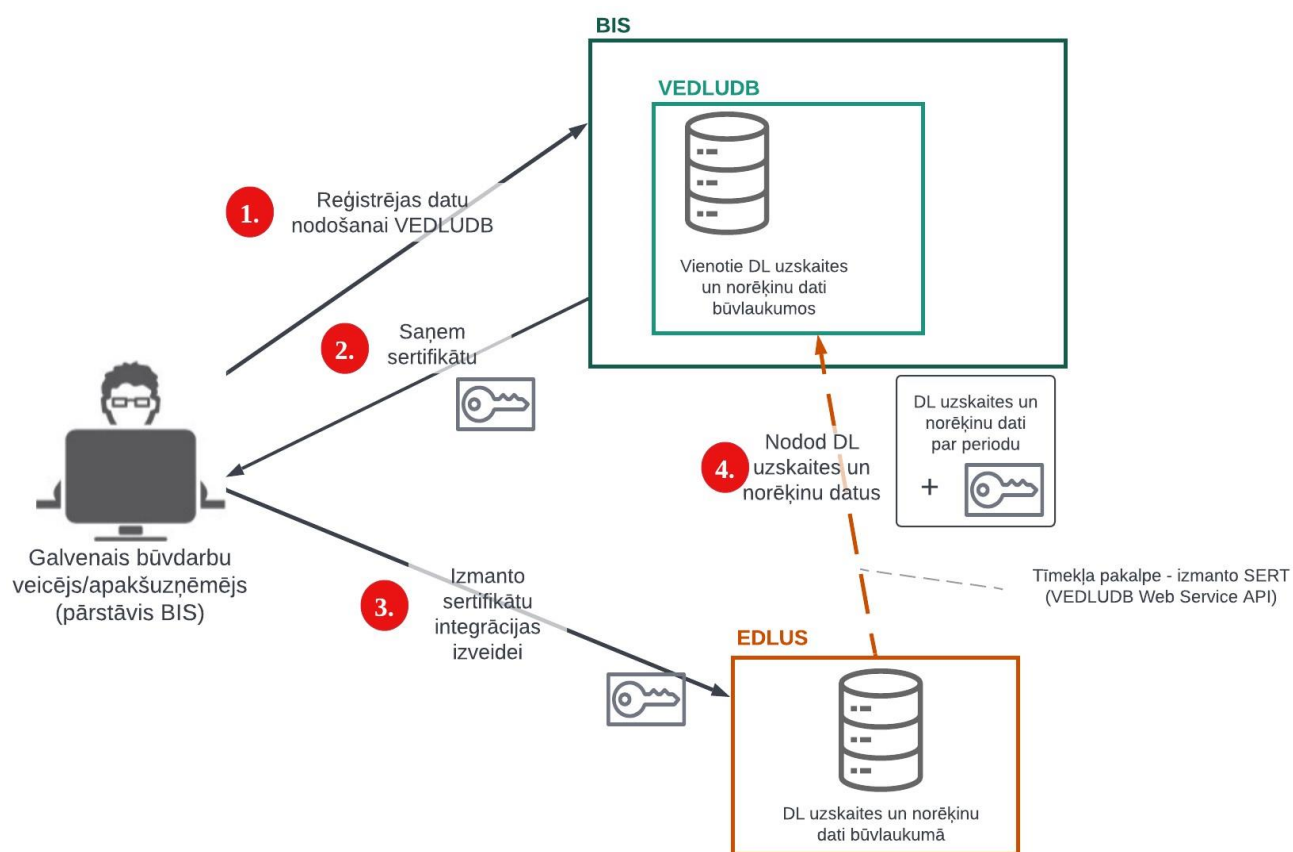 BIS
VEDLUDB
Vienotie DL uzskaites
un norēķinu dati
būvlaukumos
1.
Reģistrējas datu
nodošanai VEDLUDB
2.
Saņem
sertifikātu
DL uzskaites un
norēķinu dati
par periodu
+
4.
Nodod DL
uzskaites un
norēķinu datus
Galvenais būvdarbu
veicējs/apakšuzņēmējs
(pārstāvis BIS)
3.
Izmanto
sertifikātu
integrācijas
izveidei
Tīmekļa pakalpe - izmanto SERT
(VEDLUDB Web Service API)
EDLUS
DL uzskaites un norēķinu
dati būvlaukumā